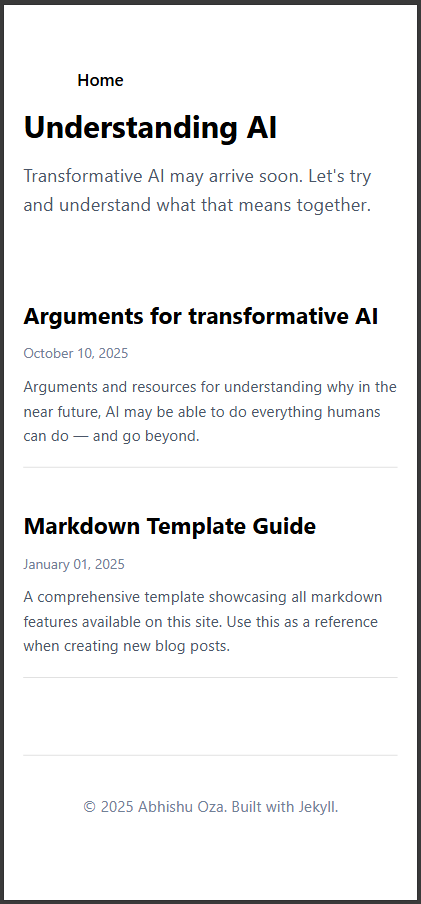 Home
Understanding AI
Transformative AI may arrive soon. Let's try
and understand what that means together.
Arguments for transformative AI
October 10, 2025
Arguments and resources for understanding why in the
near future, AI may be able to do everything humans
can do — and go beyond.
Markdown Template Guide
January 01, 2025
A comprehensive template showcasing all markdown
features available on this site. Use this as a reference
when creating new blog posts.
© 2025 Abhishu Oza. Built with Jekyll.